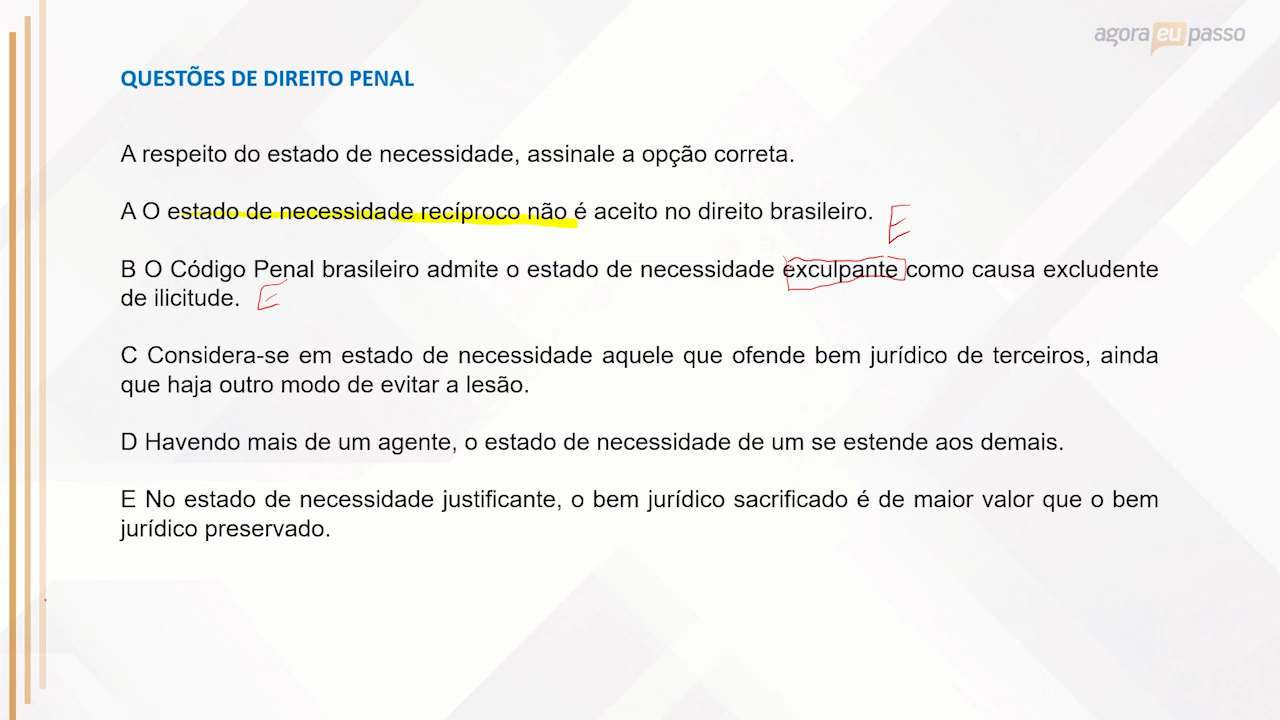 agora eu passo
QUESTÕES DE DIREITO PENAL
A respeito do estado de necessidade, assinale a opção correta.
A O estado de necessidade recíproco não é aceito no direito brasileiro. E
B O Código Penal brasileiro admite o estado de necessidade exculpante como causa excludente
de ilicitude. E
C Considera-se em estado de necessidade aquele que ofende bem jurídico de terceiros, ainda
que haja outro modo de evitar a lesão.
D Havendo mais de um agente, o estado de necessidade de um se estende aos demais.
E No estado de necessidade justificante, o bem jurídico sacrificado é de maior valor que o bem
jurídico preservado.